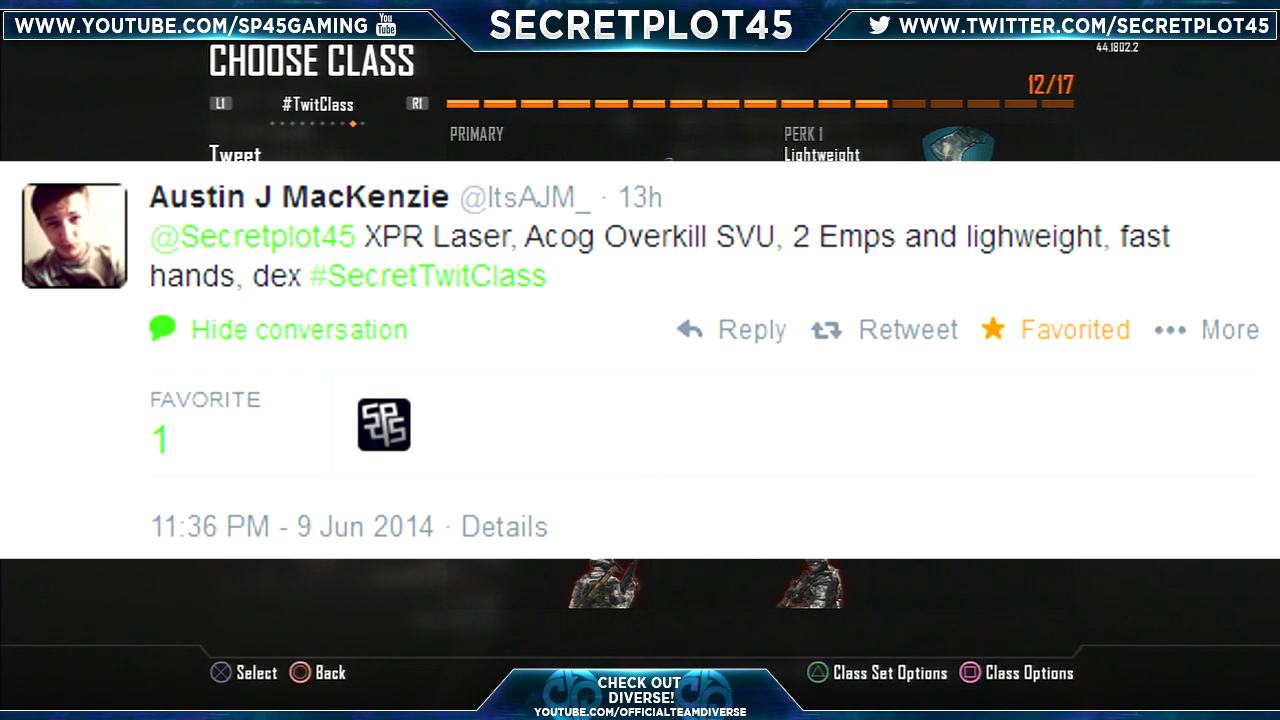 WWW.YOUTUBE.COM/SP45GAMING You Tube
SECRETPLOT45
WWW.TWITTER.COM/SECRETPLOT45
44.1802.2
CHOOSE CLASS
12/17
L1 #TwitClass R1
PRIMARY
PERK 1
Tweet
Lightweight
Austin J MacKenzie @ItsAJM_ · 13h
@Secretplot45 XPR Laser, Acog Overkill SVU, 2 Emps and lighweight, fast
hands, dex #SecretTwitClass
Hide conversation
Reply Retweet Favorited More
FAVORITE
1
SP45
11:36 PM - 9 Jun 2014 · Details
Select Back
Class Set Options Class Options
CHECK OUT
DIVERSE!
YOUTUBE.COM/OFFICIALTEAMDIVERSE